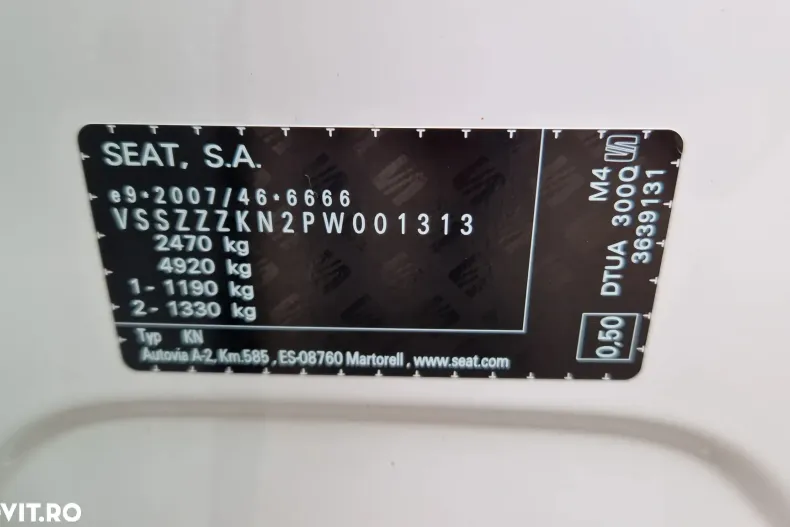 SEAT, S.A.
e9*2007/46*6666
VSSZZZKN2PW001313
2470 kg
4920 kg
1 - 1190 kg
2 - 1330 kg
Typ KN
Autovia A-2, Km.585 , ES-08760 Martorell , www.seat.com
M4
DTUA 300Q
3639131
0,50
OVIT.RO